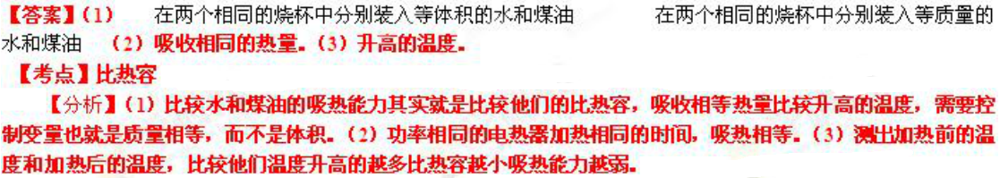 【答案】（1） 在两个相同的烧杯中分别装入等体积的水和煤油 在两个相同的烧杯中分别装入等质量的
水和煤油 （2）吸收相同的热量。（3）升高的温度。
【考点】比热容
【分析】（1）比较水和煤油的吸热能力其实就是比较他们的比热容，吸收相等热量比较升高的温度，需要控
制变量也就是质量相等，而不是体积。（2）功率相同的电热器加热相同的时间，吸热相等。（3）测出加热前的温
度和加热后的温度，比较他们温度升高的越多比热容越小吸热能力越弱。